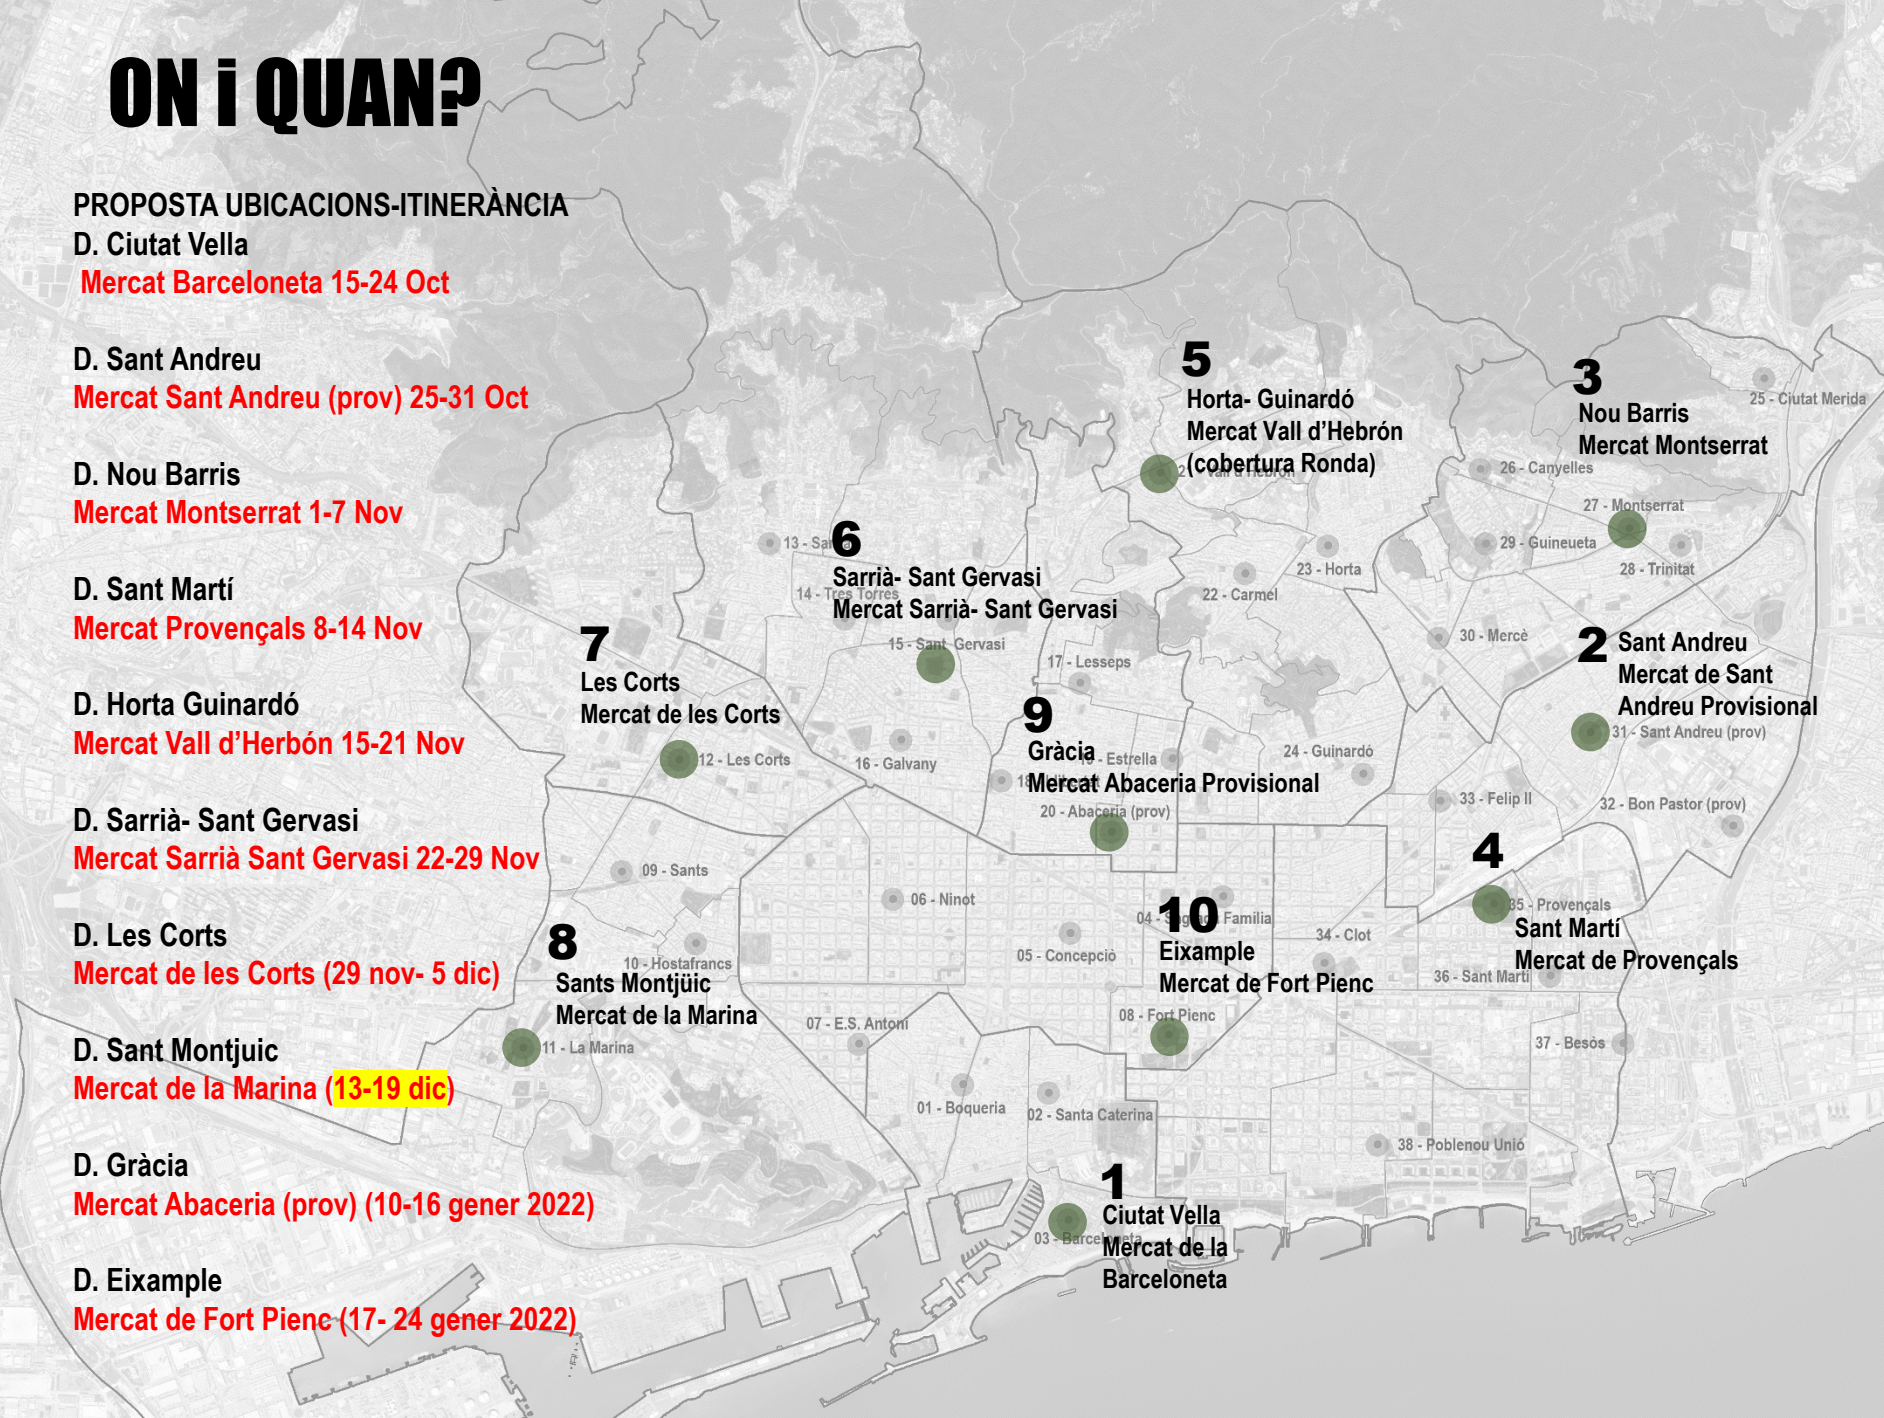 ON i QUAN?
PROPOSTA UBICACIONS-ITINERÀNCIA
D. Ciutat Vella
Mercat Barceloneta 15-24 Oct
D. Sant Andreu
Mercat Sant Andreu (prov) 25-31 Oct
D. Nou Barris
Mercat Montserrat 1-7 Nov
D. Sant Martí
Mercat Provençals 8-14 Nov
D. Horta Guinardó
Mercat Vall d’Herbón 15-21 Nov
D. Sarrià- Sant Gervasi
Mercat Sarrià Sant Gervasi 22-29 Nov
D. Les Corts
Mercat de les Corts (29 nov- 5 dic)
D. Sant Montjuic
Mercat de la Marina (13-19 dic)
D. Gràcia
Mercat Abaceria (prov) (10-16 gener 2022)
D. Eixample
Mercat de Fort Pienc (17- 24 gener 2022)
5
Horta- Guinardó
Mercat Vall d’Hebrón
(cobertura Ronda)
3
Nou Barris
Mercat Montserrat
25 - Ciutat Merida
26 - Canyelles
27 - Montserrat
29 - Guineueta
28 - Trinitat
6
Sarrià- Sant Gervasi
Mercat Sarrià- Sant Gervasi
13 -
14 - Tres Torres
15 - Sant Gervasi
23 - Horta
22 - Carmel
30 - Mercè
2
Sant Andreu
Mercat de Sant
Andreu Provisional
31 - Sant Andreu (prov)
7
Les Corts
Mercat de les Corts
12 - Les Corts
17 - Lesseps
16 - Galvany
9
Gràcia
Mercat Abaceria Provisional
Estrella
20 - Abaceria (prov)
24 - Guinardó
33 - Felip II
32 - Bon Pastor (prov)
4
35 - Provençals
Sant Martí
Mercat de Provençals
36 - Sant Martí
09 - Sants
06 - Ninot
04 - Sagrada Família
10
Eixample
Mercat de Fort Pienc
05 - Concepció
34 - Clot
08 - Fort Pienc
8
10 - Hostafrancs
Sants Montjüic
Mercat de la Marina
11 - La Marina
07 - E.S. Antoni
37 - Besòs
01 - Boqueria
02 - Santa Caterina
38 - Poblenou Unió
1
Ciutat Vella
Mercat de la
Barceloneta
03 - Barceloneta